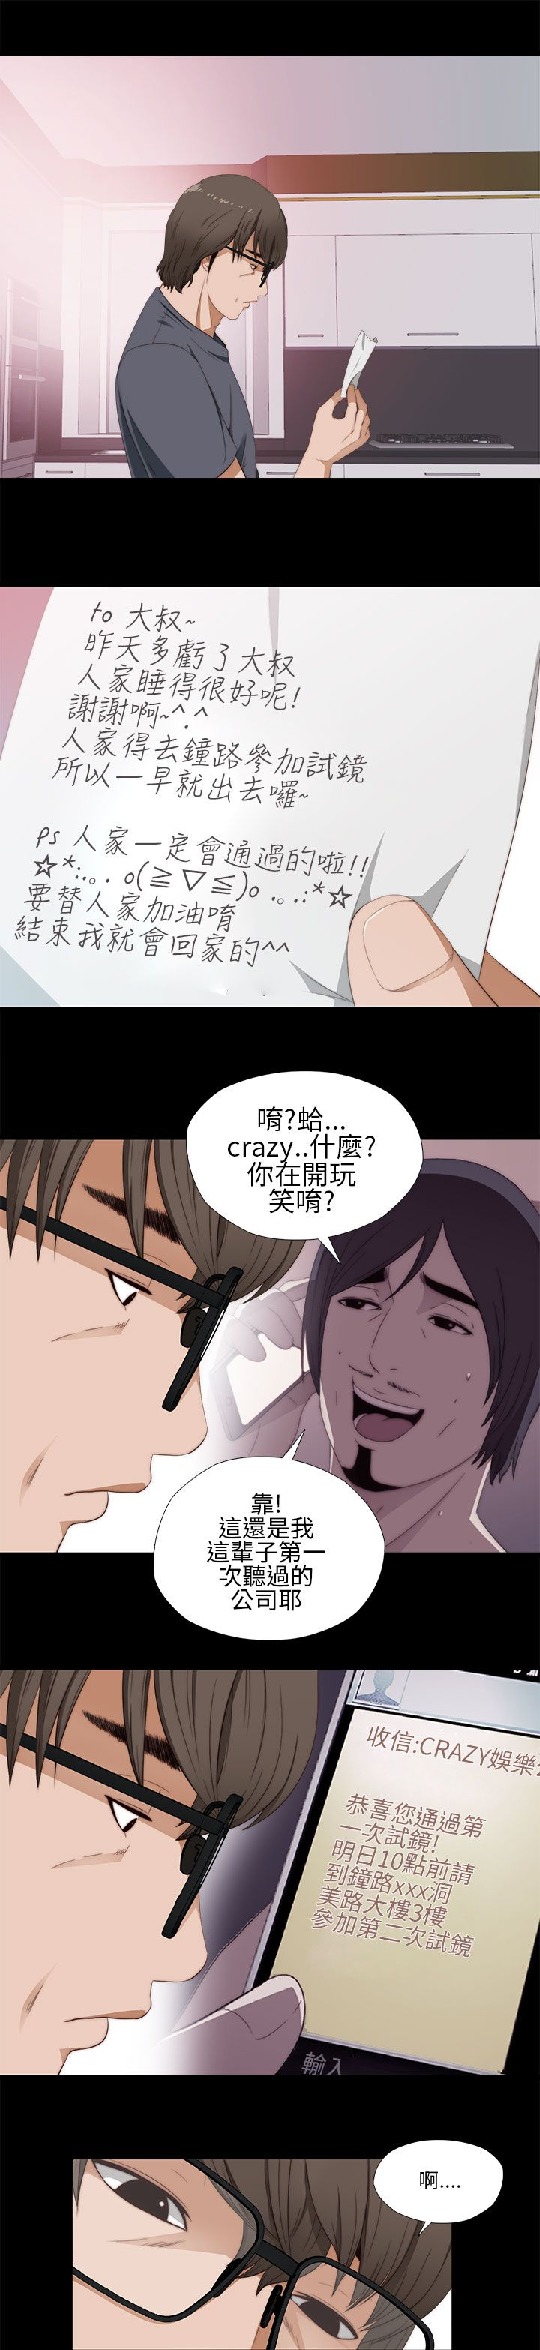 to 大叔~
昨天多虧了大叔
人家睡得很好呢!
謝謝啊~^.^
人家得去鐘路參加試鏡
所以一早就出去囉~
ps 人家一定會通過的啦!!
☆*:.。. o(≧▽≦)o .。.:*☆
要替人家加油唷
結束我就會回家的^^
唷?蛤...
crazy..什麼?
你在開玩
笑唷?
靠!
這還是我
這輩子第一
次聽過的
公司耶
收信:CRAZY娛樂
恭喜您通過第
一次試鏡!
明日10點前請
到鐘路xxx洞
美路大樓3樓
參加第二次試鏡
輸入
啊....